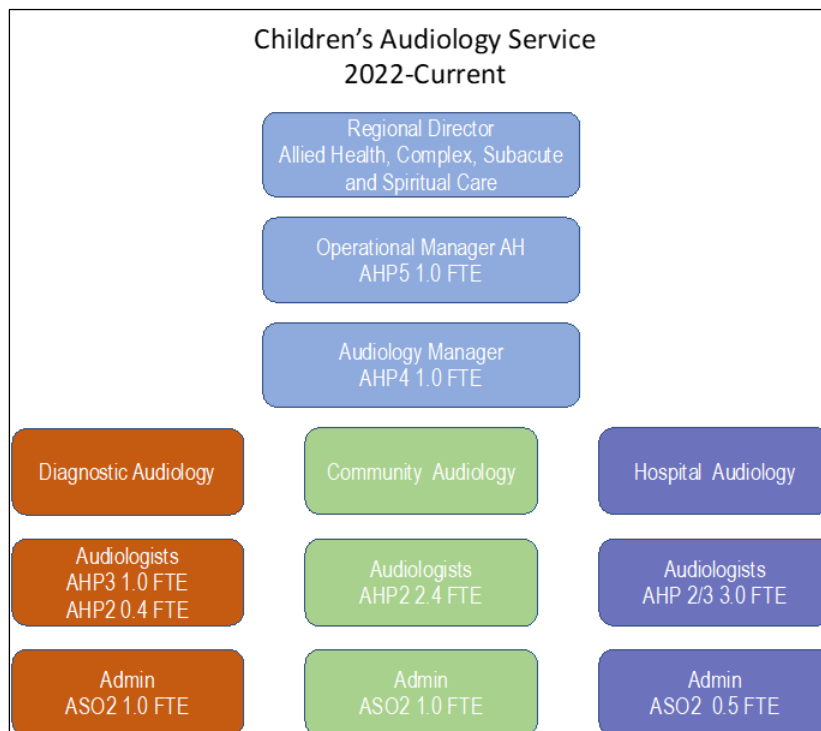 Children's Audiology Service
2022-Current
Regional Director
Allied Health, Complex, Subacute
and Spiritual Care
Operational Manager AH
AHP5 1.0 FTE
Audiology Manager
AHP4 1.0 FTE
Diagnostic Audiology
Community Audiology
Hospital Audiology
Audiologists
AHP3 1.0 FTE
AHP2 0.4 FTE
Audiologists
AHP2 2.4 FTE
Audiologists
AHP 2/3 3.0 FTE
Admin
ASO2 1.0 FTE
Admin
ASO2 1.0 FTE
Admin
ASO2 0.5 FTE